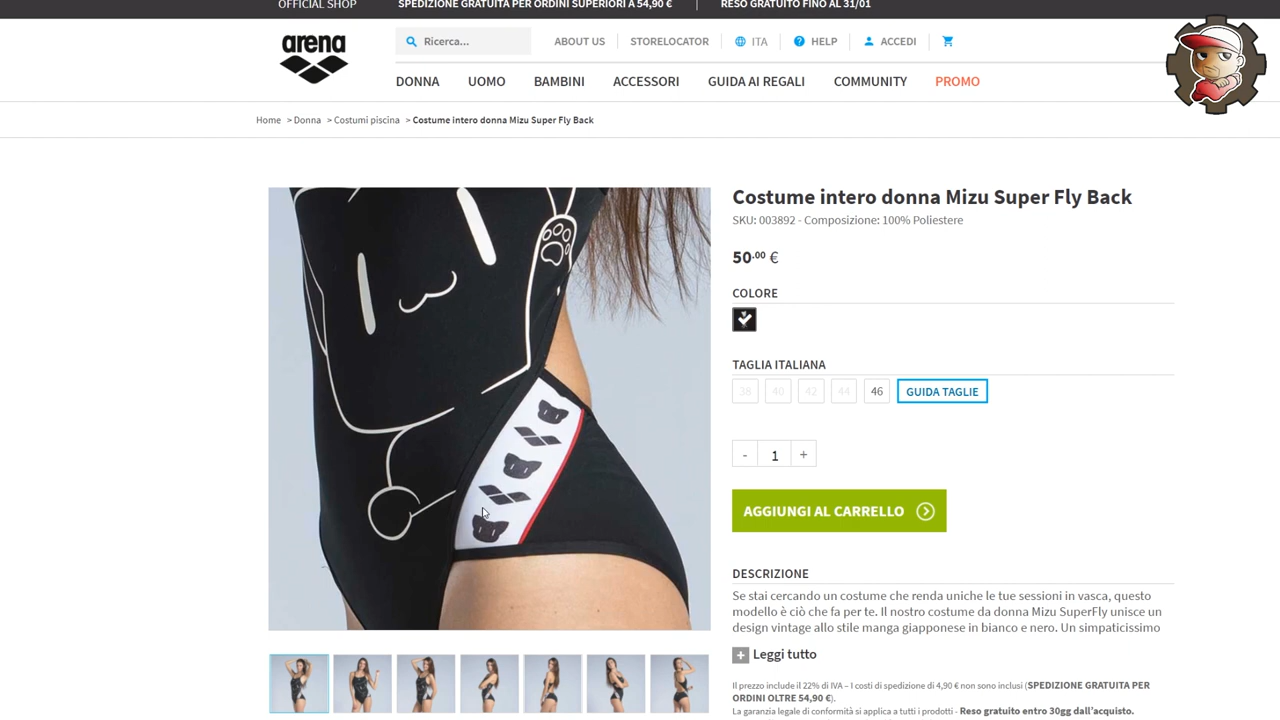 OFFICIAL SHOP
SPEDIZIONE GRATUITA PER ORDINI SUPERIORI A 54,90 €
RESO GRATUITO FINO AL 31/01
arena
Ricerca...
ABOUT US
STORELOCATOR
ITA
HELP
ACCEDI
DONNA
UOMO
BAMBINI
ACCESSORI
GUIDA AI REGALI
COMMUNITY
PROMO
Home > Donna > Costumi piscina > Costume intero donna Mizu Super Fly Back
Costume intero donna Mizu Super Fly Back
SKU: 003892 - Composizione: 100% Poliestere
50.00 €
COLORE
TAGLIA ITALIANA
38
40
42
44
46
GUIDA TAGLIE
-
1
+
AGGIUNGI AL CARRELLO
DESCRIZIONE
Se stai cercando un costume che renda uniche le tue sessioni in vasca, questo
modello è ciò che fa per te. Il nostro costume da donna Mizu SuperFly unisce un
design vintage allo stile manga giapponese in bianco e nero. Un simpaticissimo
+ Leggi tutto
Il prezzo include il 22% di IVA – I costi di spedizione di 4,90 € non sono inclusi (SPEDIZIONE GRATUITA PER
ORDINI OLTRE 54,90 €).
La garanzia legale di conformità si applica a tutti i prodotti - Reso gratuito entro 30gg dall'acquisto.